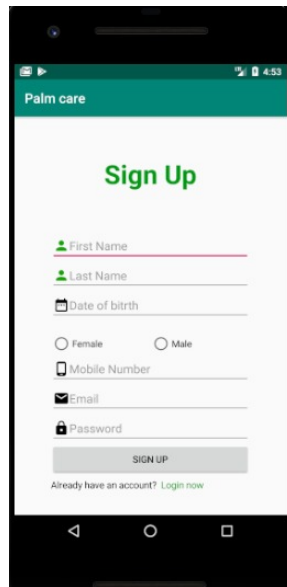 4:53
Palm care
Sign Up
First Name
Last Name
Date of bitrth
Female Male
Mobile Number
Email
Password
SIGN UP
Already have an account? Login now